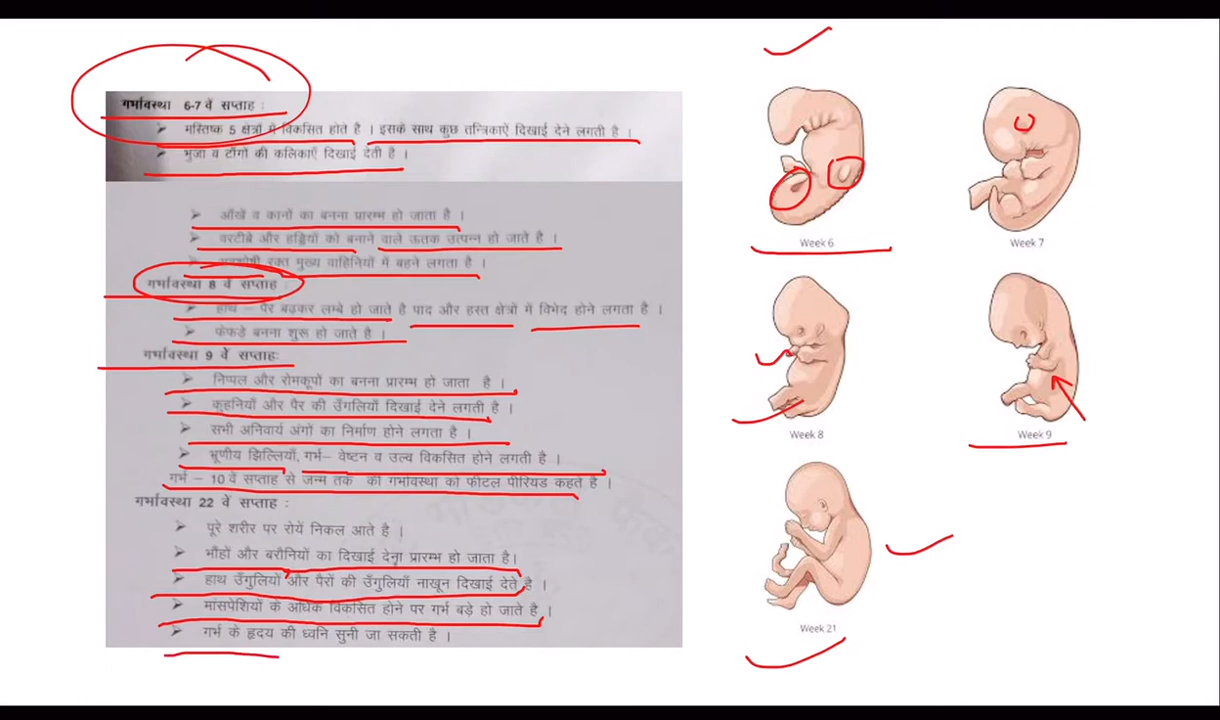 गर्भावस्था 6-7 वें सप्ताह :
➤ मस्तिष्क 5 क्षेत्रों में विकसित होते है । इसके साथ कुछ तन्त्रिकाऐं दिखाई देने लगती है ।
➤ भुजा व टाँगो की कलिकाएँ दिखाई देती है ।
➤ आँखें व कानों का बनना प्रारम्भ हो जाता है ।
➤ वरटीब्रे और हड्डियों को बनाने वाले ऊतक उत्पन्न हो जाते है ।
➤ रक्त मुख्य वाहिनियों में बहने लगता है ।
गर्भावस्था 8 वें सप्ताह :
➤ हाथ – पैर बढ़कर लम्बे हो जाते है पाद और हस्त क्षेत्रों में विभेद होने लगता है ।
➤ फेफड़े बनना शुरू हो जाते है ।
गर्भावस्था 9 वें सप्ताह:
➤ निप्पल और रोमकूपों का बनना प्रारम्भ हो जाता है ।
➤ कुहनियाँ और पैर की उँगलियाँ दिखाई देने लगती है ।
➤ सभी अनिवार्य अंगों का निर्माण होने लगता है ।
➤ भ्रूणीय झिल्लियाँ, गर्भ– वेष्टन व उल्व विकसित होने लगती है ।
गर्भ – 10 वें सप्ताह से जन्म तक की गर्भावस्था को फीटल पीरियड कहते है ।
गर्भावस्था 22 वें सप्ताह :
➤ पूरे शरीर पर रोयें निकल आते है ।
➤ भौंहों और बरौनियों का दिखाई देना प्रारम्भ हो जाता है।
➤ हाथ उँगुलियों और पैरों की उँगुलियाँ नाखून दिखाई देते है ।
➤ मांसपेशियों के अधिक विकसित होने पर गर्भ बड़े हो जाते है ।
➤ गर्भ के हृदय की ध्वनि सुनी जा सकती है ।
Week 6
Week 7
Week 8
Week 9
Week 21